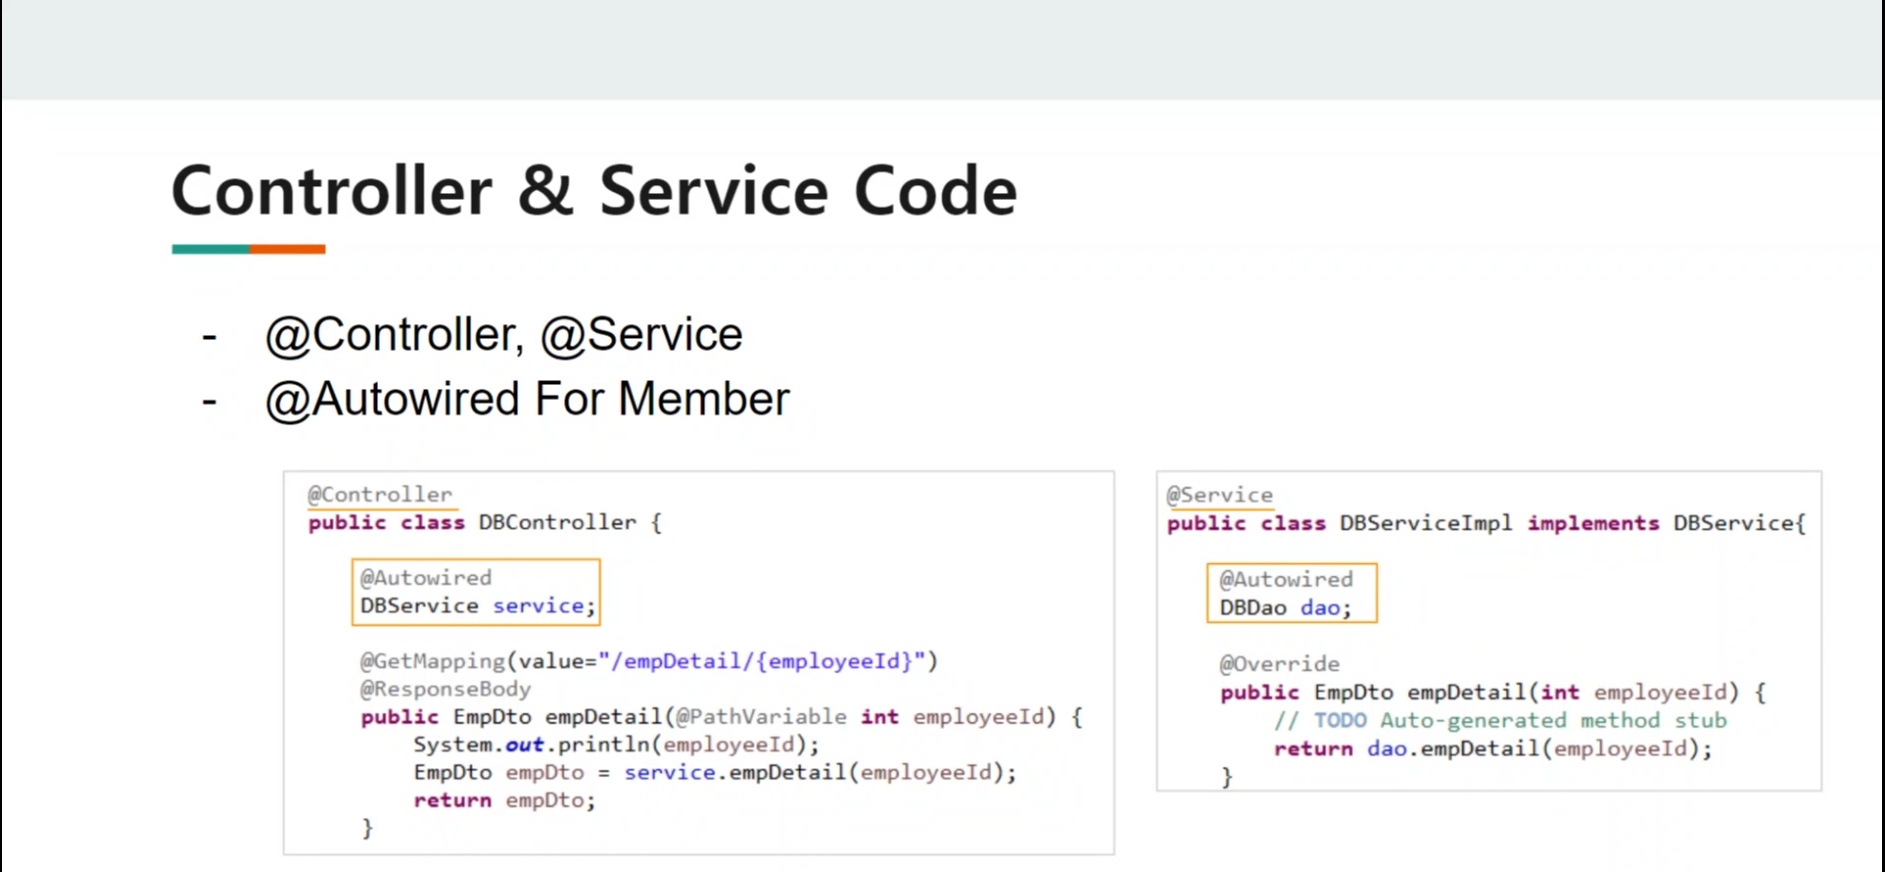 Controller & Service Code
- @Controller, @Service
- @Autowired For Member
@Controller
public class DBController {
@Autowired
DBService service;
@GetMapping(value="/empDetail/{employeeId}")
@ResponseBody
public EmpDto empDetail(@PathVariable int employeeId) {
System.out.println(employeeId);
EmpDto empDto = service.empDetail(employeeId);
return empDto;
}
@Service
public class DBServiceImpl implements DBService{
@Autowired
DBDao dao;
@Override
public EmpDto empDetail(int employeeId) {
// TODO Auto-generated method stub
return dao.empDetail(employeeId);
}